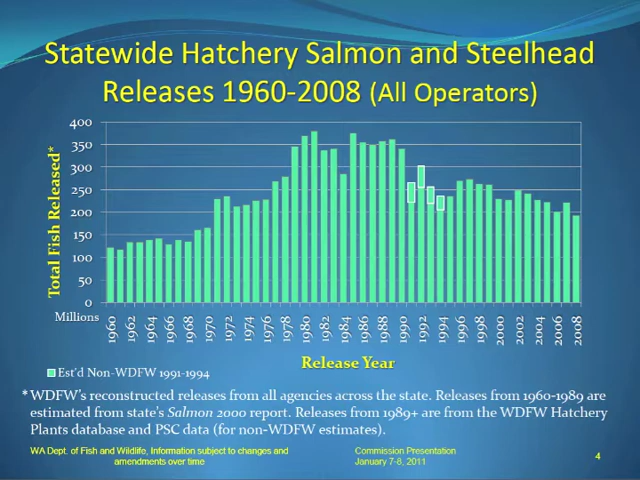 Statewide Hatchery Salmon and Steelhead
Releases 1960-2008 (All Operators)
Total Fish Released*
400
350
300
250
200
150
100
50
0
Millions
1960 1962 1964 1966 1968 1970 1972 1974 1976 1978 1980 1982 1984 1986 1988 1990 1992 1994 1996 1998 2000 2002 2004 2006 2008
Release Year
Est'd Non-WDFW 1991-1994
* WDFW's reconstructed releases from all agencies across the state. Releases from 1960-1989 are
estimated from state's Salmon 2000 report. Releases from 1989+ are from the WDFW Hatchery
Plants database and PSC data (for non-WDFW estimates).
WA Dept. of Fish and Wildlife, Information subject to changes and
amendments over time
Commission Presentation
January 7-8, 2011
4